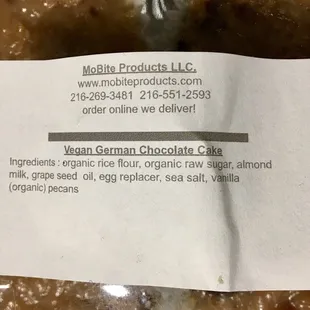 MoBite Products LLC.
www.mobiteproducts.com
216-269-3481 216-551-2593
order online we deliver!
Vegan German Chocolate Cake
Ingredients : organic rice flour, organic raw sugar, almond
milk, grape seed oil, egg replacer, sea salt, vanilla
(organic) pecans